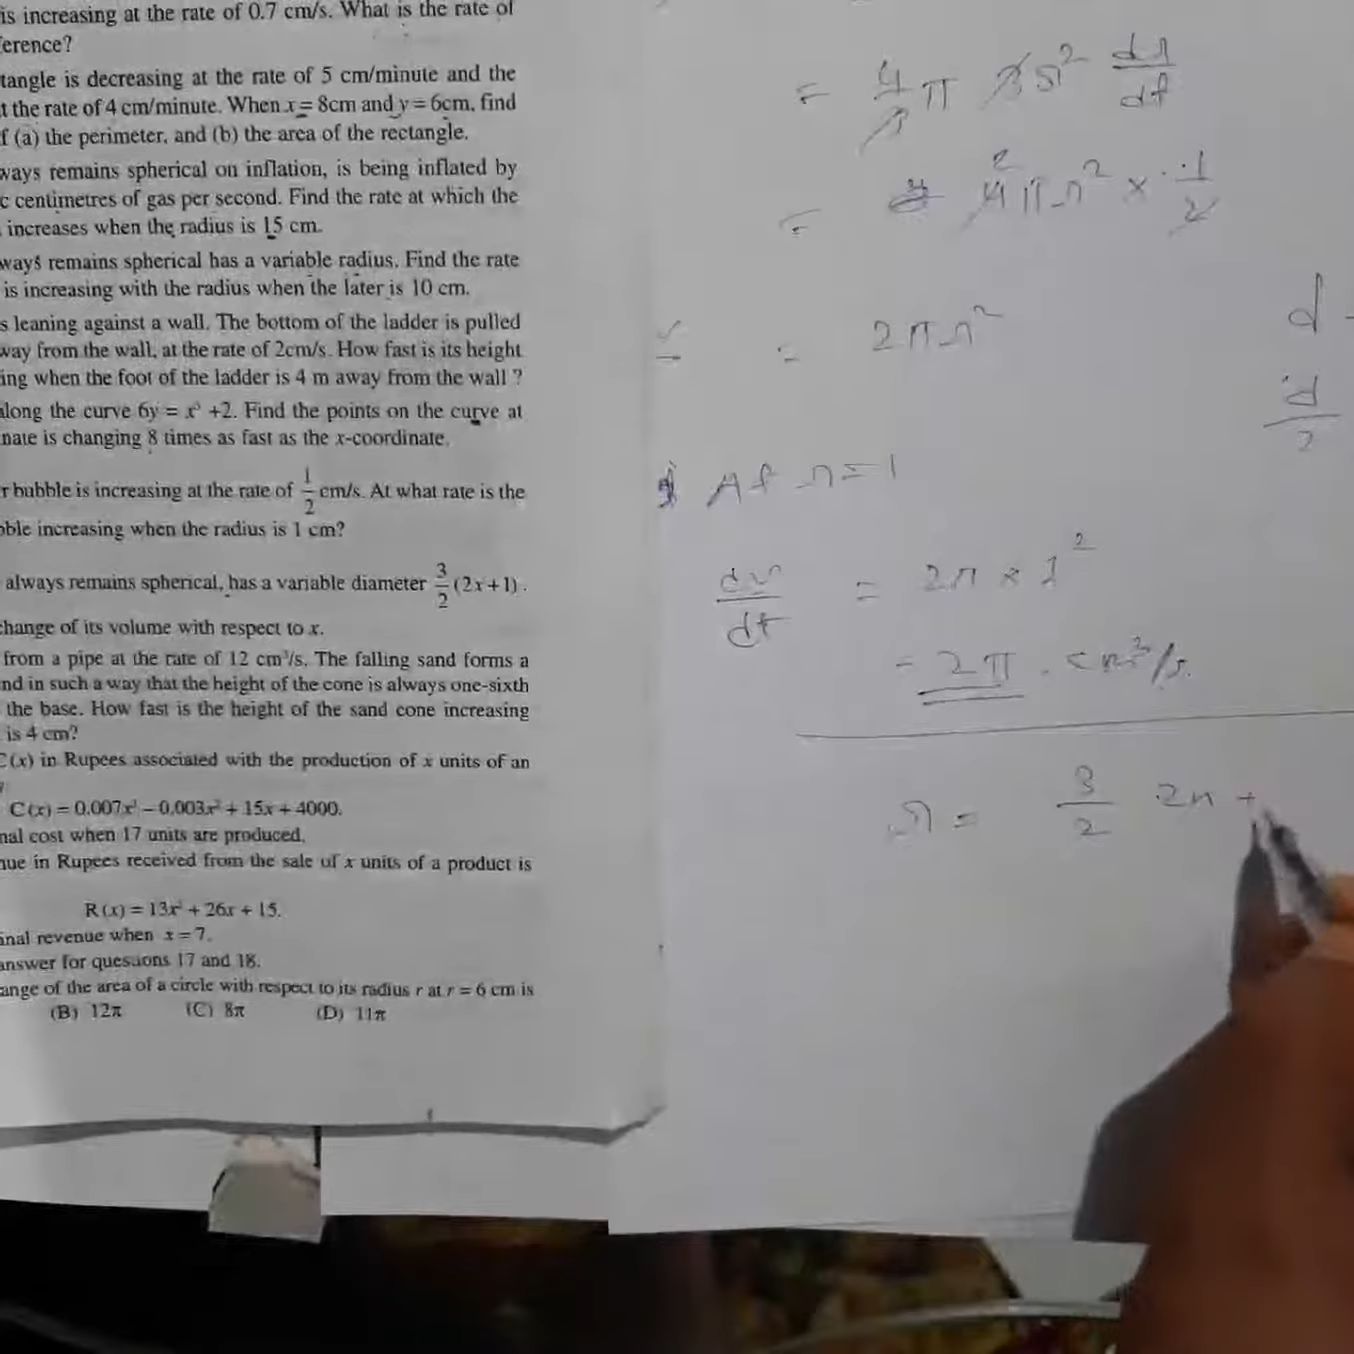 is increasing at the rate of 0.7 cm/s. What is the rate of
erence?
tangle is decreasing at the rate of 5 cm/minute and the
t the rate of 4 cm/minute. When x = 8cm and y = 6cm, find
f (a) the perimeter, and (b) the area of the rectangle.
ways remains spherical on inflation, is being inflated by
c centimetres of gas per second. Find the rate at which the
increases when the radius is 15 cm.
ways remains spherical has a variable radius. Find the rate
is increasing with the radius when the later is 10 cm.
s leaning against a wall. The bottom of the ladder is pulled
way from the wall, at the rate of 2cm/s. How fast is its height
ing when the foot of the ladder is 4 m away from the wall ?
along the curve 6y = x³ +2. Find the points on the curve at
nate is changing 8 times as fast as the x-coordinate.
r bubble is increasing at the rate of 1/2 cm/s. At what rate is the
bble increasing when the radius is 1 cm?
always remains spherical, has a variable diameter 3/2 (2x+1).
change of its volume with respect to x.
from a pipe at the rate of 12 cm³/s. The falling sand forms a
nd in such a way that the height of the cone is always one-sixth
the base. How fast is the height of the sand cone increasing
is 4 cm?
C(x) in Rupees associated with the production of x units of an
C(x) = 0.007x³ – 0.003x² + 15x + 4000.
nal cost when 17 units are produced.
nue in Rupees received from the sale of x units of a product is
R(x) = 13x² + 26x + 15.
inal revenue when x = 7.
answer for questions 17 and 18.
ange of the area of a circle with respect to its radius r at r = 6 cm is
(B) 12π (C) 8π (D) 11π
= 4/3 π 3r² dr/dt
= 4πr² × 1/2
2
= 2πr²
d
d/2
At r = 1
dv/dt = 2π × 1²
= 2π cm³/s.
r = 3/2 2x +